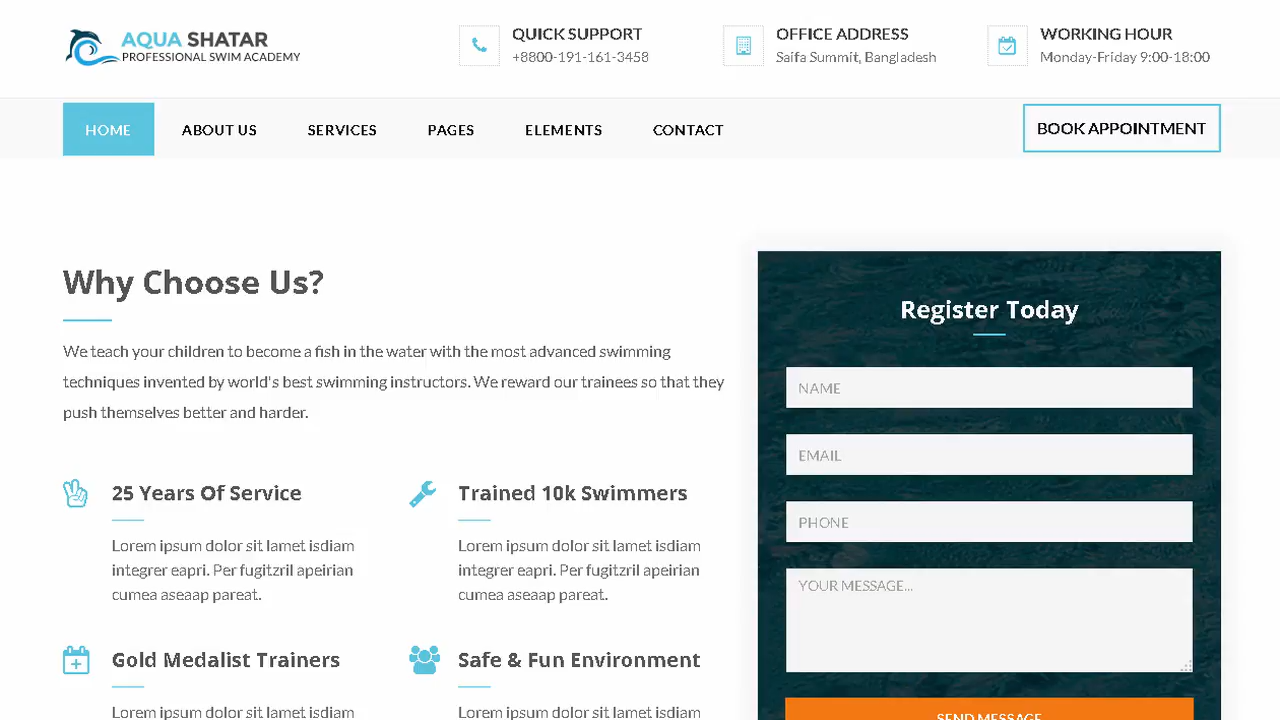 AQUA SHATAR
PROFESSIONAL SWIM ACADEMY
QUICK SUPPORT
+8800-191-161-3458
OFFICE ADDRESS
Saifa Summit, Bangladesh
WORKING HOUR
Monday-Friday 9:00-18:00
HOME
ABOUT US
SERVICES
PAGES
ELEMENTS
CONTACT
BOOK APPOINTMENT
Why Choose Us?
We teach your children to become a fish in the water with the most advanced swimming
techniques invented by world's best swimming instructors. We reward our trainees so that they
push themselves better and harder.
25 Years Of Service
Lorem ipsum dolor sit lamet isdiam
integrer eapri. Per fugitzril apeirian
cumea aseaap pareat.
Trained 10k Swimmers
Lorem ipsum dolor sit lamet isdiam
integrer eapri. Per fugitzril apeirian
cumea aseaap pareat.
Gold Medalist Trainers
Lorem ipsum dolor sit lamet isdiam
Safe & Fun Environment
Lorem ipsum dolor sit lamet isdiam
Register Today
NAME
EMAIL
PHONE
YOUR MESSAGE...
SEND MESSAGE